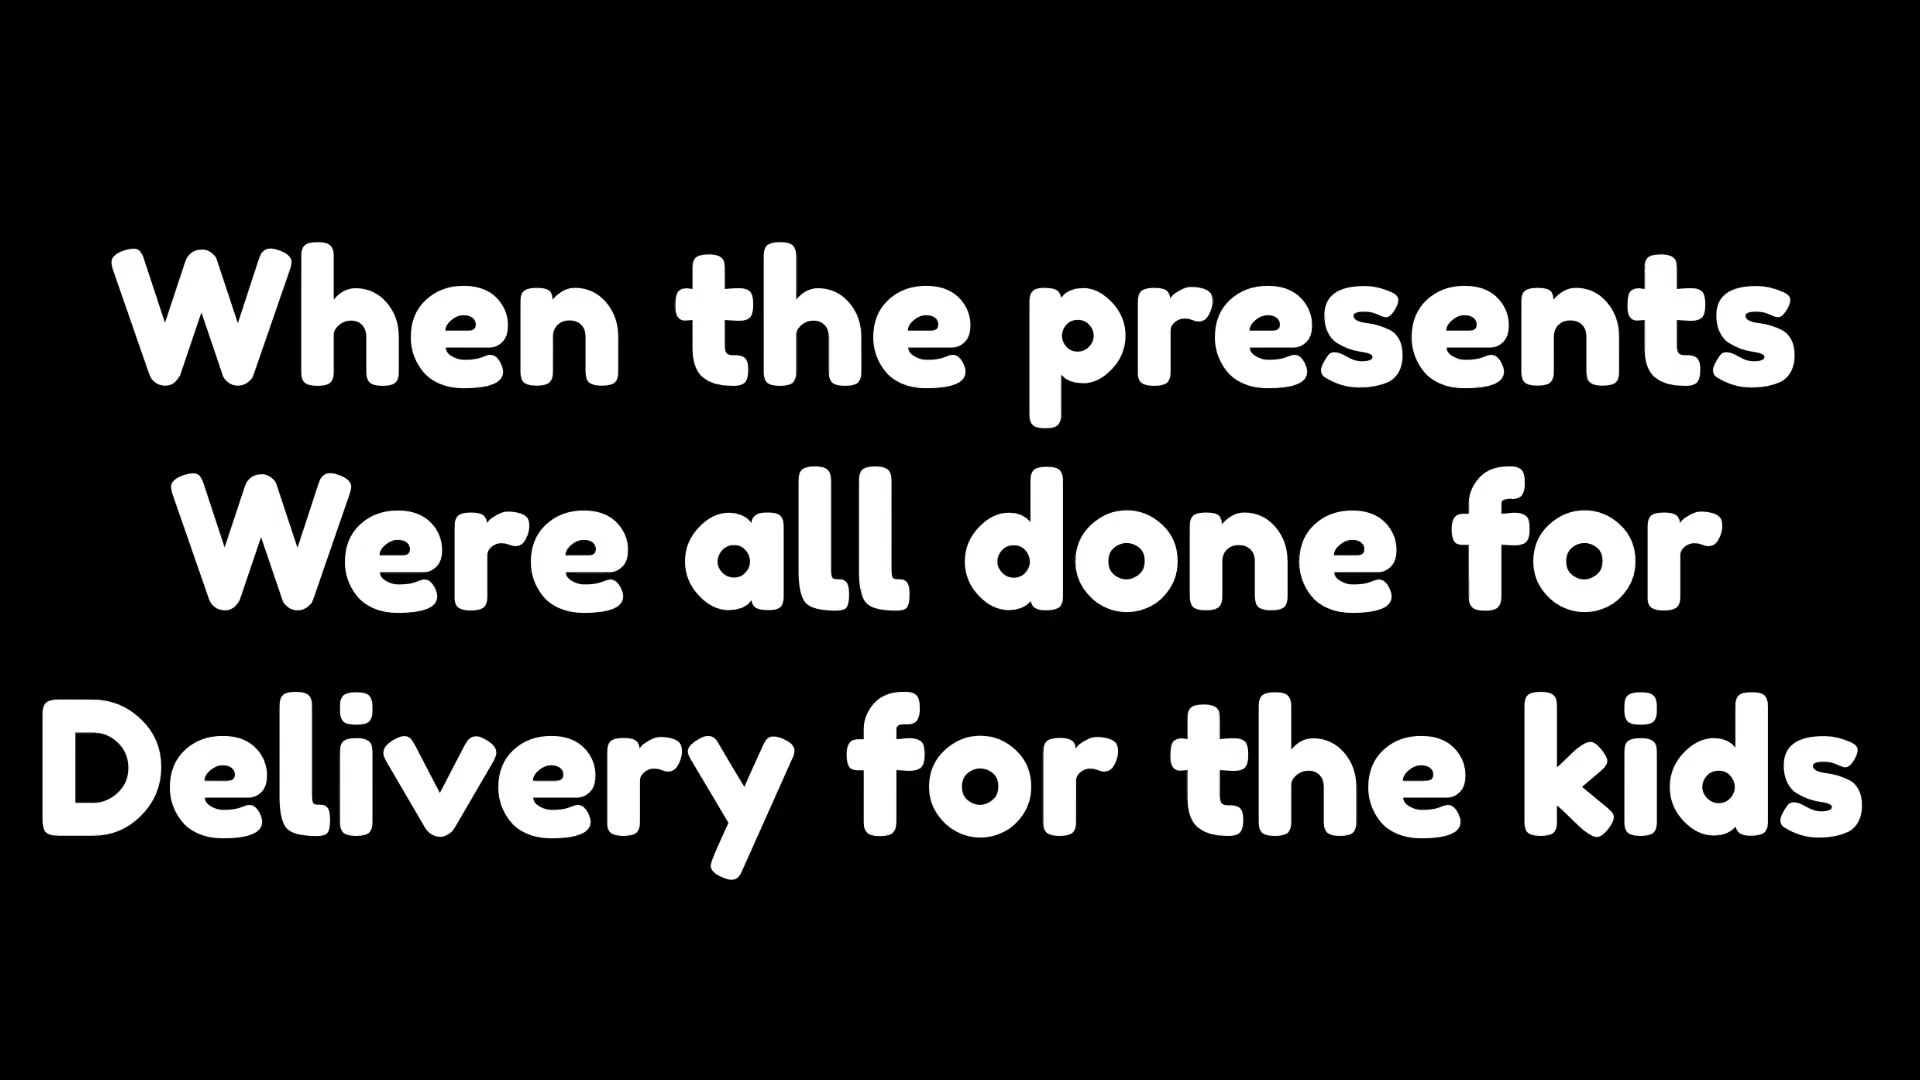 When the presents
Were all done for
Delivery for the kids